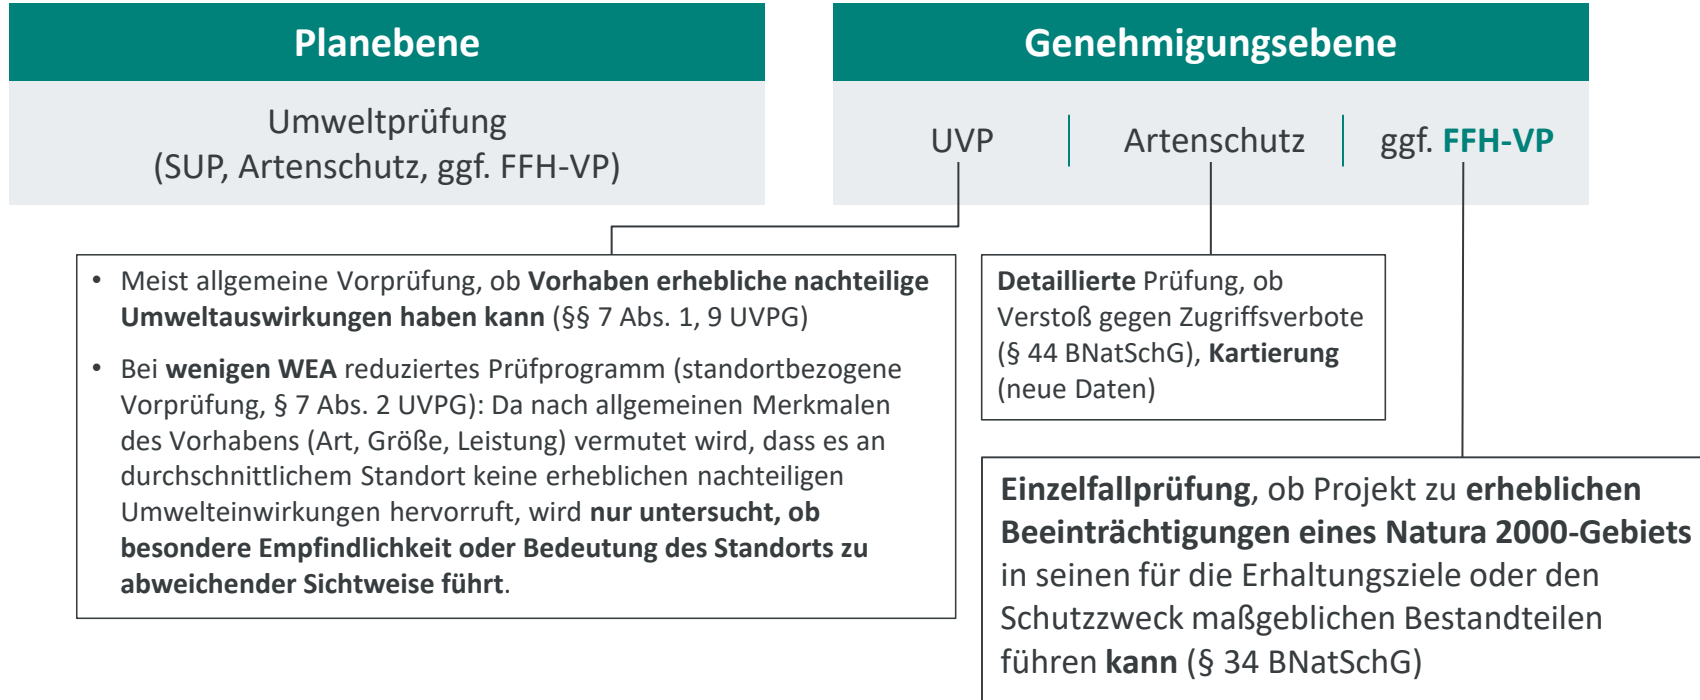 Planebene
Umweltprüfung
(SUP, Artenschutz, ggf. FFH-VP)
Genehmigungsebene
UVP
Artenschutz
ggf. FFH-VP
• Meist allgemeine Vorprüfung, ob Vorhaben erhebliche nachteilige
Umweltauswirkungen haben kann (§§ 7 Abs. 1, 9 UVPG)
• Bei wenigen WEA reduziertes Prüfprogramm (standortbezogene
Vorprüfung, § 7 Abs. 2 UVPG): Da nach allgemeinen Merkmalen
des Vorhabens (Art, Größe, Leistung) vermutet wird, dass es an
durchschnittlichem Standort keine erheblichen nachteiligen
Umwelteinwirkungen hervorruft, wird nur untersucht, ob
besondere Empfindlichkeit oder Bedeutung des Standorts zu
abweichender Sichtweise führt.
Detaillierte Prüfung, ob
Verstoß gegen Zugriffsverbote
(§ 44 BNatSchG), Kartierung
(neue Daten)
Einzelfallprüfung, ob Projekt zu erheblichen
Beeinträchtigungen eines Natura 2000-Gebiets
in seinen für die Erhaltungsziele oder den
Schutzzweck maßgeblichen Bestandteilen
führen kann (§ 34 BNatSchG)